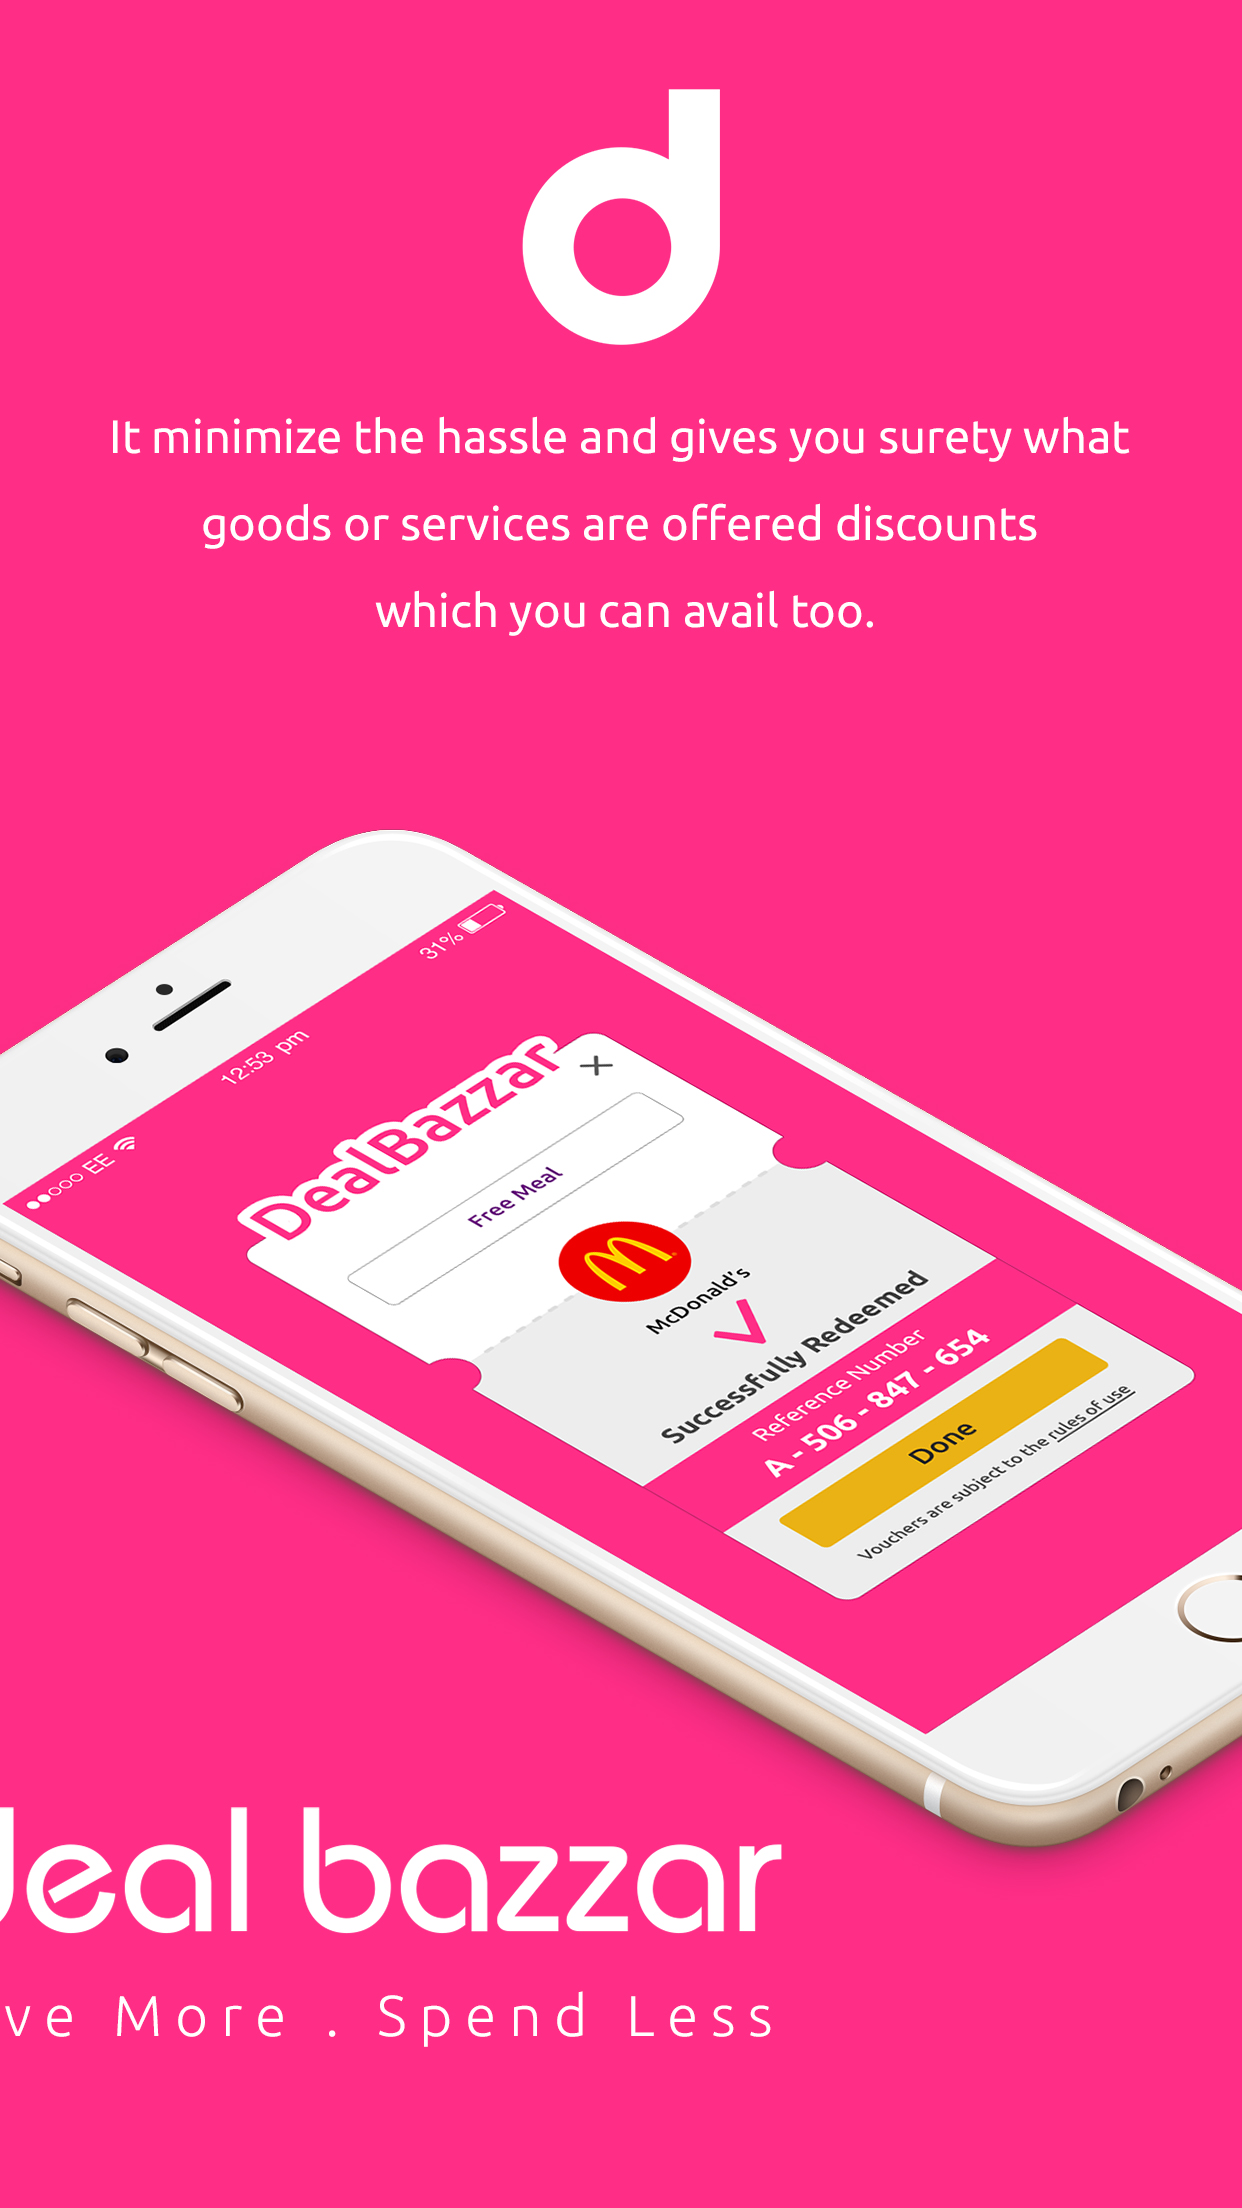 d
It minimize the hassle and gives you surety what
goods or services are offered discounts
which you can avail too.
EE
12:53 pm
31%
DealBazzar
Free Meal
McDonald's
Successfully Redeemed
Reference Number
A - 506 - 847 - 654
Done
Vouchers are subject to the rules of use
deal bazzar
ve More . Spend Less